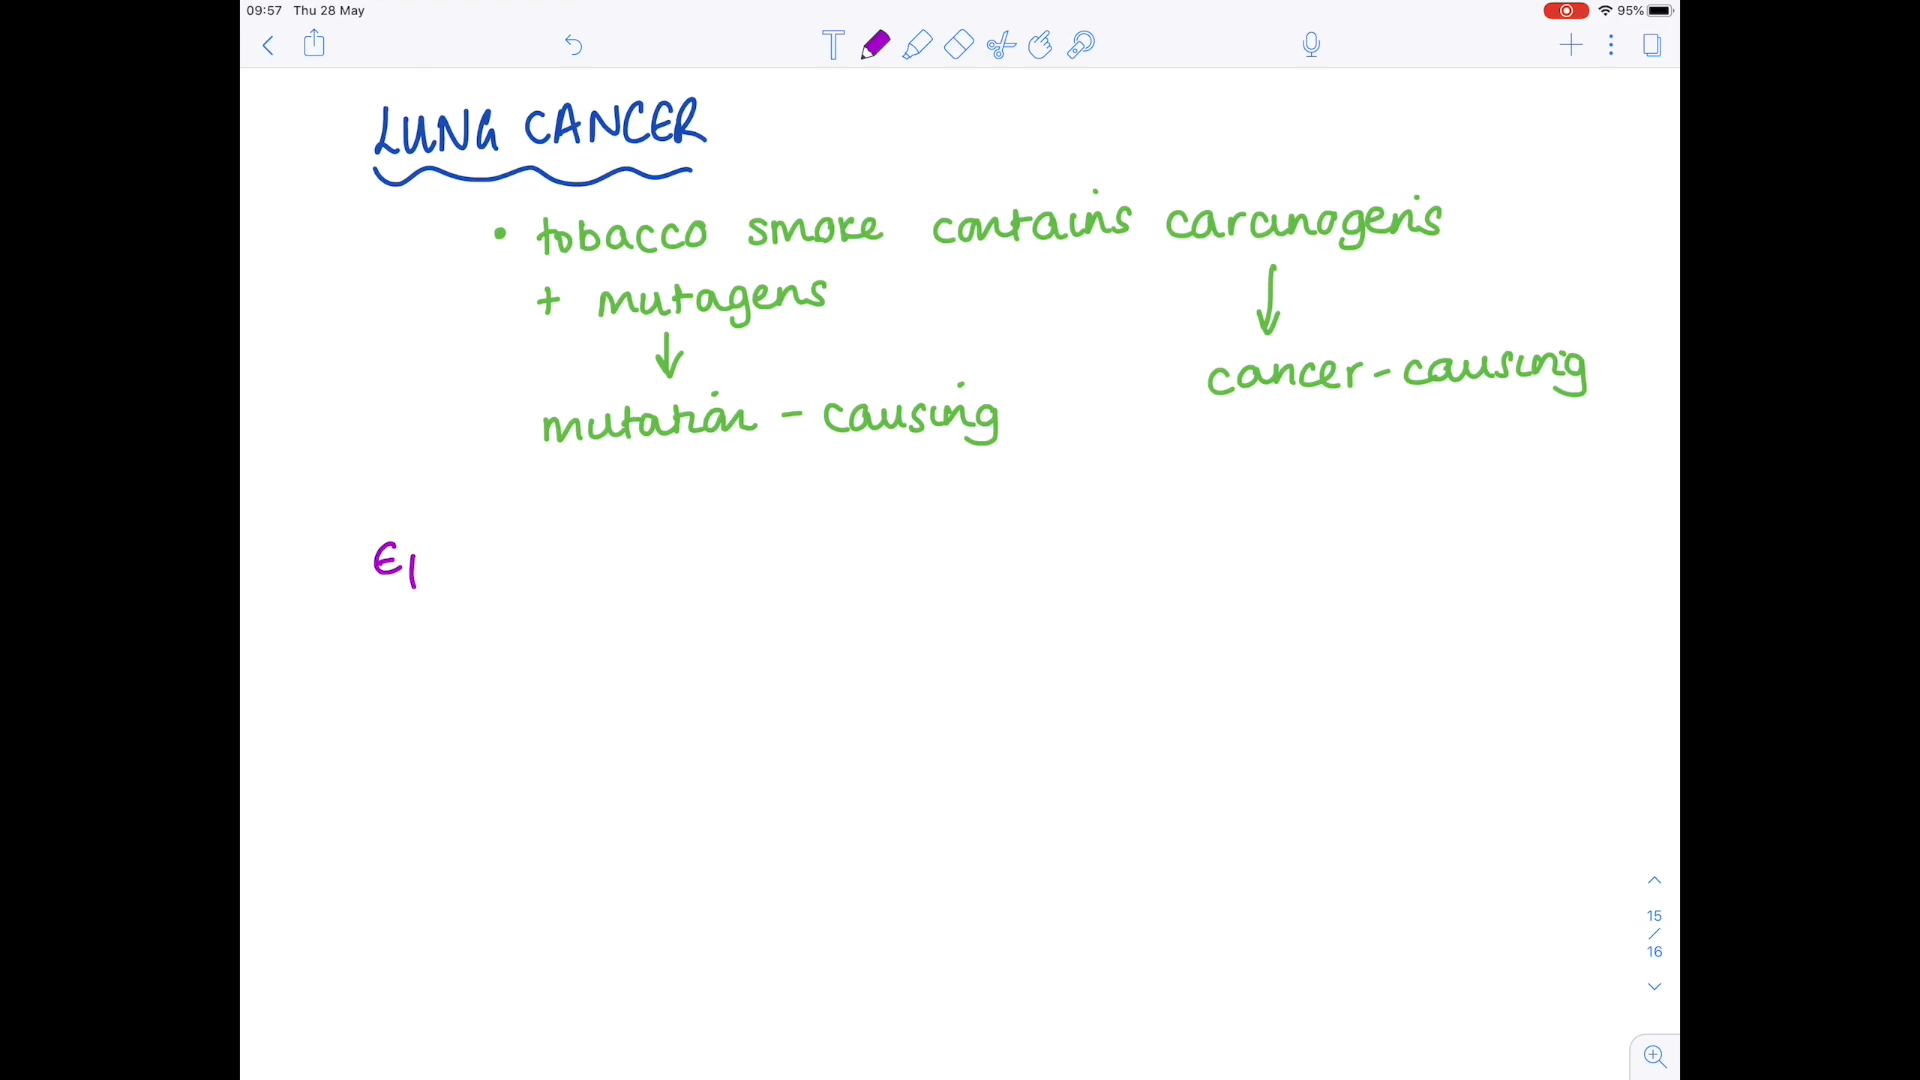 09:57 Thu 28 May
95%
T
LUNG CANCER
• tobacco smoke contains carcinogens
+ mutagens
↓ ↓
cancer-causing
mutation - causing
15
/
16